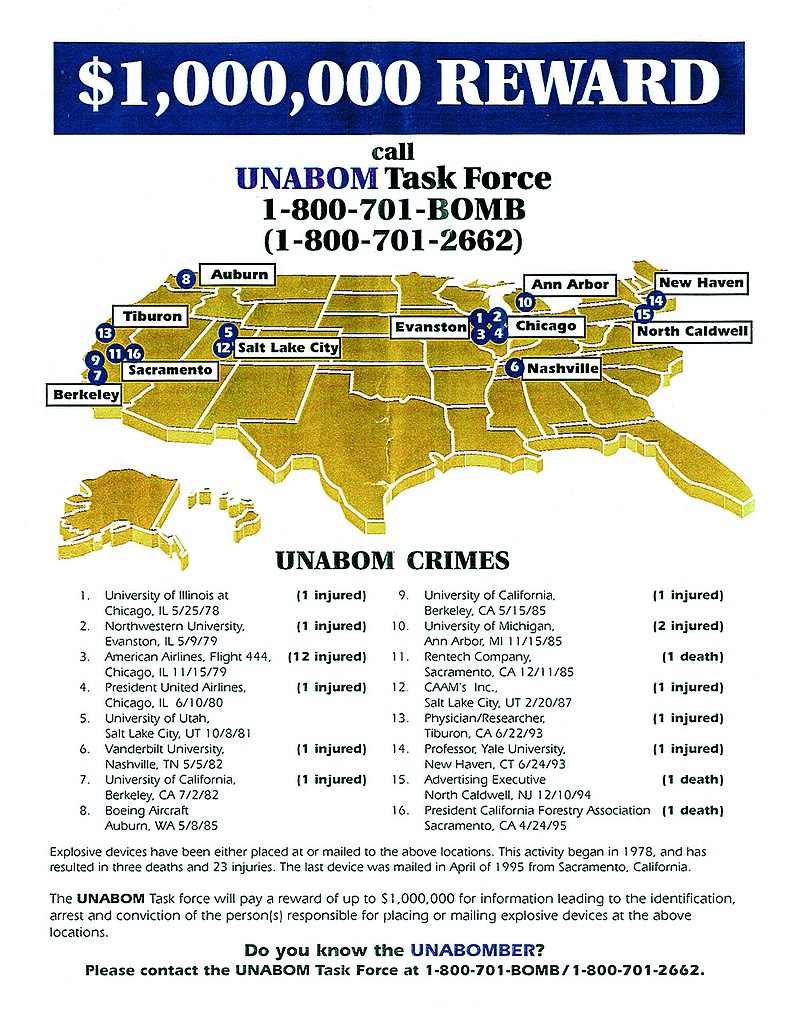 $1,000,000 REWARD
call
UNABOM Task Force
1-800-701-BOMB
(1-800-701-2662)
8 Auburn
Ann Arbor
10
New Haven
14
Tiburon
13
5
Evanston
1 2
3 4
Chicago
15
North Caldwell
12 Salt Lake City
9 11 16
7
Sacramento
6 Nashville
Berkeley
UNABOM CRIMES
1. University of Illinois at (1 injured)
Chicago, IL 5/25/78
2. Northwestern University, (1 injured)
Evanston, IL 5/9/79
3. American Airlines, Flight 444, (12 injured)
Chicago, IL 11/15/79
4. President United Airlines, (1 injured)
Chicago, IL 6/10/80
5. University of Utah,
Salt Lake City, UT 10/8/81
6. Vanderbilt University, (1 injured)
Nashville, TN 5/5/82
7. University of California, (1 injured)
Berkeley, CA 7/2/82
8. Boeing Aircraft
Auburn, WA 5/8/85
9. University of California, (1 injured)
Berkeley, CA 5/15/85
10. University of Michigan, (2 injured)
Ann Arbor, MI 11/15/85
11. Rentech Company, (1 death)
Sacramento, CA 12/11/85
12. CAAM's Inc., (1 injured)
Salt Lake City, UT 2/20/87
13. Physician/Researcher, (1 injured)
Tiburon, CA 6/22/93
14. Professor, Yale University, (1 injured)
New Haven, CT 6/24/93
15. Advertising Executive (1 death)
North Caldwell, NJ 12/10/94
16. President California Forestry Association (1 death)
Sacramento, CA 4/24/95
Explosive devices have been either placed at or mailed to the above locations. This activity began in 1978, and has
resulted in three deaths and 23 injuries. The last device was mailed in April of 1995 from Sacramento, California.
The UNABOM Task force will pay a reward of up to $1,000,000 for information leading to the identification,
arrest and conviction of the person(s) responsible for placing or mailing explosive devices at the above
locations.
Do you know the UNABOMBER?
Please contact the UNABOM Task Force at 1-800-701-BOMB/1-800-701-2662.